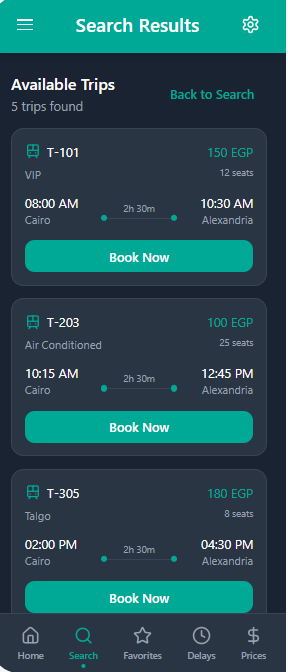 Search Results
Available Trips
5 trips found
Back to Search
T-101
150 EGP
VIP
12 seats
08:00 AM
2h 30m
10:30 AM
Cairo
Alexandria
Book Now
T-203
100 EGP
Air Conditioned
25 seats
10:15 AM
2h 30m
12:45 PM
Cairo
Alexandria
Book Now
T-305
180 EGP
Talgo
8 seats
02:00 PM
2h 30m
04:30 PM
Cairo
Alexandria
Book Now
Home
Search
Favorites
Delays
Prices